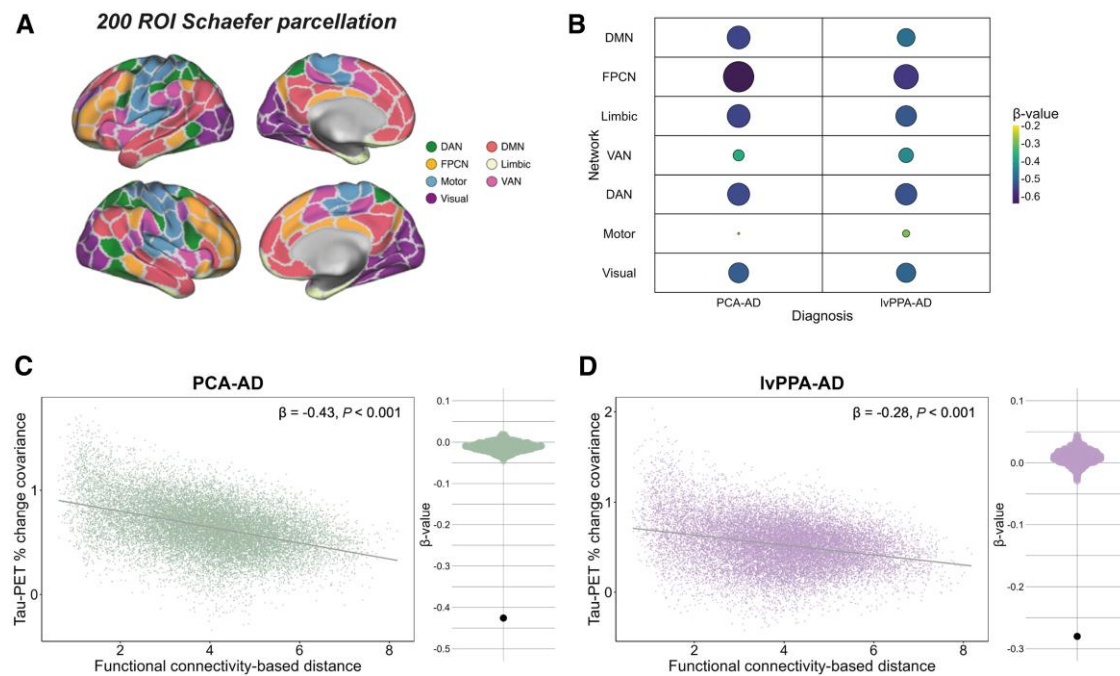 A
200 ROI Schaefer parcellation
DAN
DMN
FPCN
Limbic
Motor
VAN
Visual
B
Network
DMN
FPCN
Limbic
VAN
DAN
Motor
Visual
PCA-AD
lvPPA-AD
Diagnosis
β-value
-0.2
-0.3
-0.4
-0.5
-0.6
C
PCA-AD
β = -0.43, P < 0.001
Tau-PET % change covariance
1
0
2
4
6
8
Functional connectivity-based distance
β-value
0.1
0.0
-0.1
-0.2
-0.3
-0.4
-0.5
D
lvPPA-AD
β = -0.28, P < 0.001
Tau-PET % change covariance
2
1
0
2
4
6
8
Functional connectivity-based distance
β-value
0.1
0.0
-0.1
-0.2
-0.3